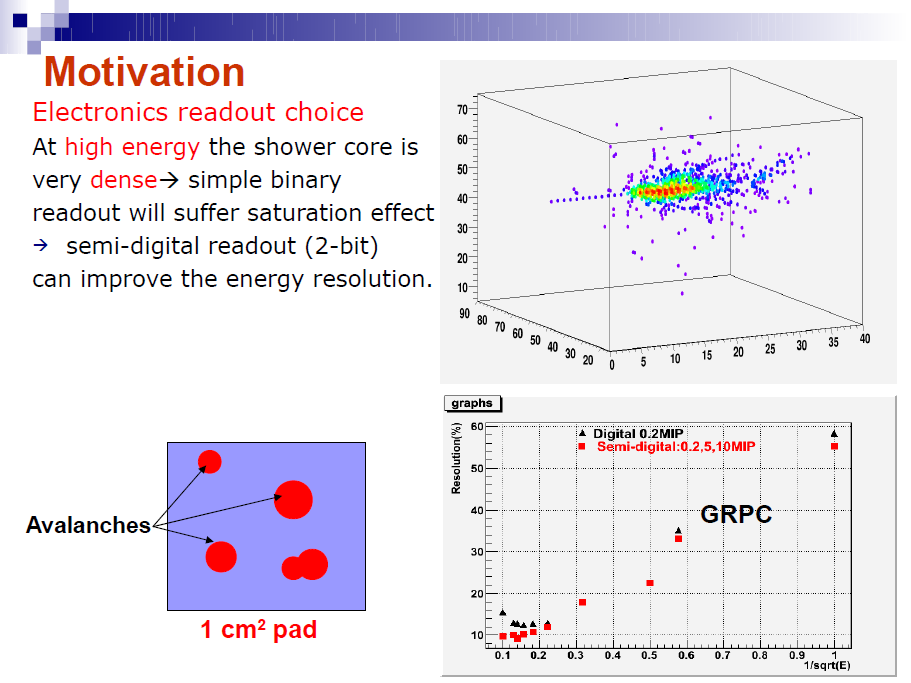 Motivation
Electronics readout choice
At high energy the shower core is
very dense→ simple binary
readout will suffer saturation effect
→ semi-digital readout (2-bit)
can improve the energy resolution.
70
60
50
40
30
20
10
90 80 70 60 50 40 30 20
0 5 10 15 20 25 30 35 40
Avalanches
1 cm² pad
graphs
Resolution(%)
60
50
40
30
20
10
Digital 0.2MIP
Semi-digital:0.2,5,10MIP
GRPC
0.1 0.2 0.3 0.4 0.5 0.6 0.7 0.8 0.9 1
1/sqrt(E)